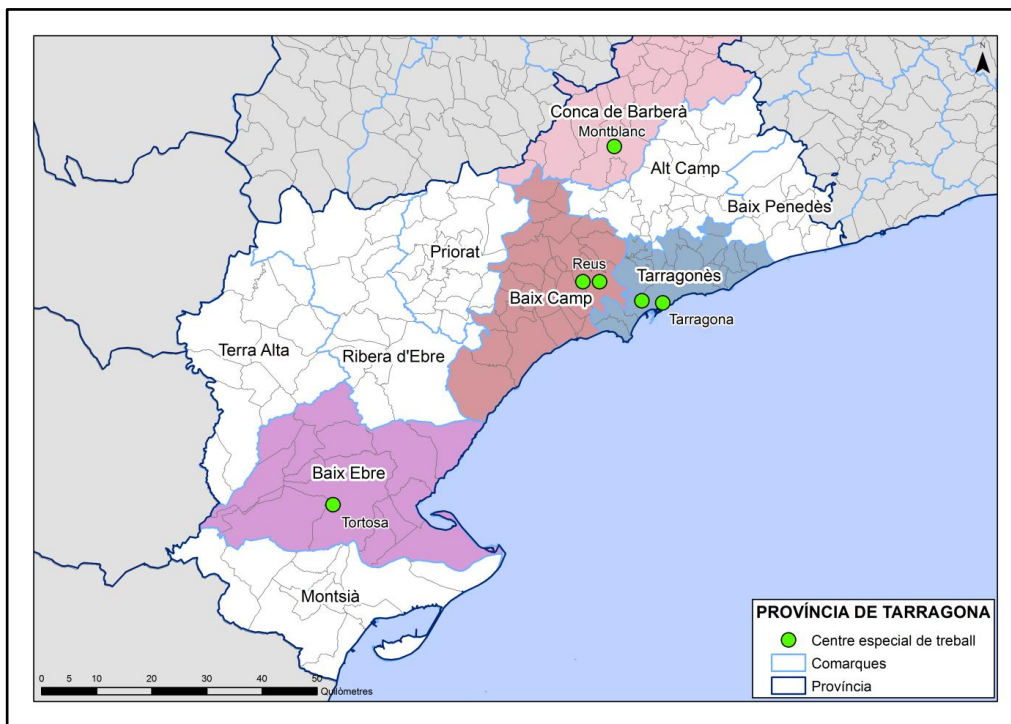 N
Conca de Barberà
Montblanc
Alt Camp
Baix Penedès
Priorat
Reus
Tarragonès
Baix Camp
Tarragona
Terra Alta
Ribera d'Ebre
Baix Ebre
Tortosa
Montsià
PROVÍNCIA DE TARRAGONA
Centre especial de treball
Comarques
Província
0 5 10 20 30 40 50
Quilòmetres